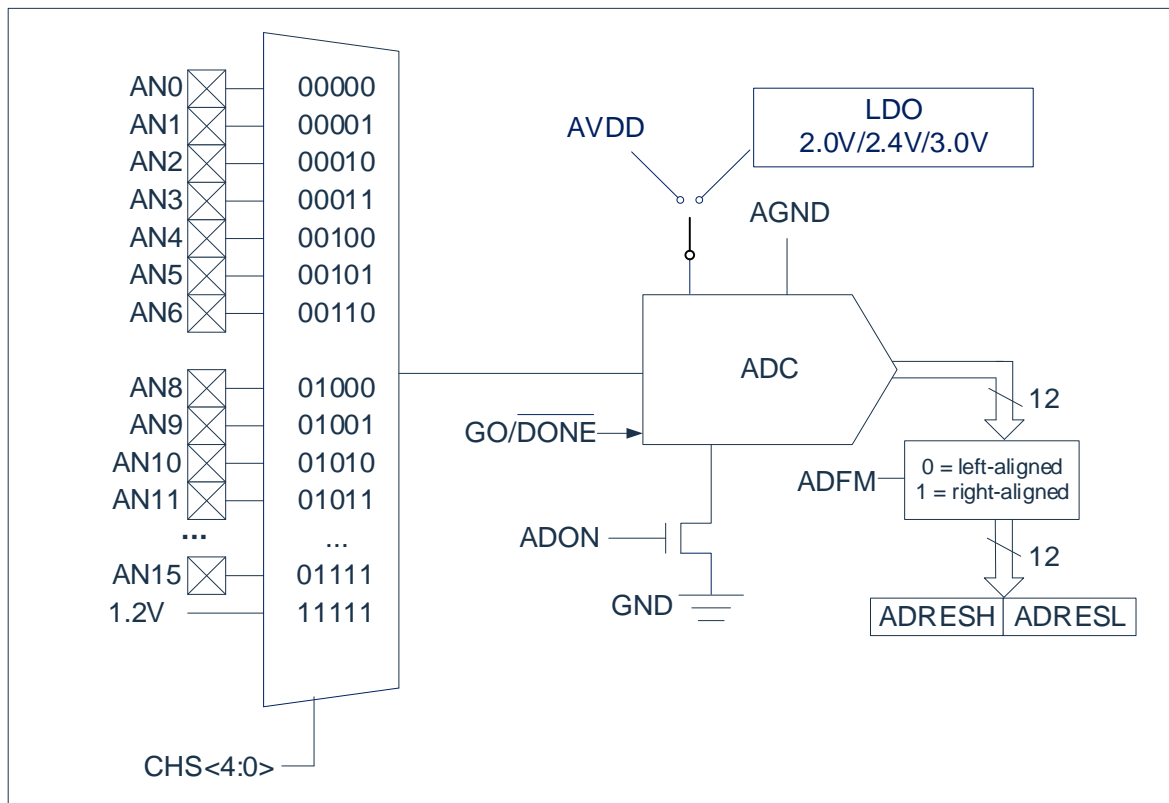 AN0 00000
AN1 00001
AN2 00010
AN3 00011
AN4 00100
AN5 00101
AN6 00110
AN8 01000
AN9 01001
AN10 01010
AN11 01011
... ...
AN15 01111
1.2V 11111
CHS<4:0>
AVDD
LDO
2.0V/2.4V/3.0V
AGND
ADC
GO/DONE
ADON
GND
12
ADFM
0 = left-aligned
1 = right-aligned
12
ADRESH ADRESL